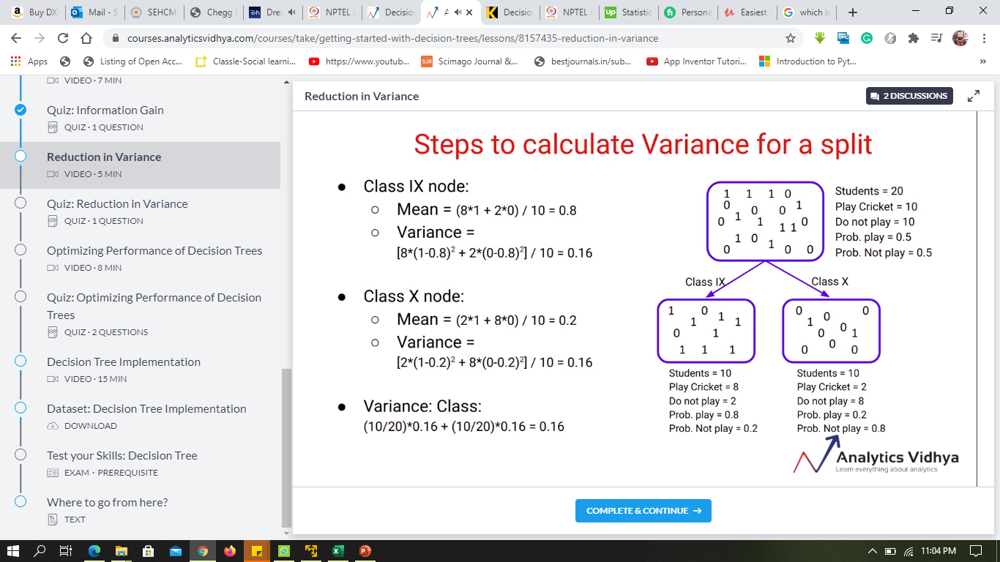 Buy DX
Mail - S
SEHCM
Chegg
Dre
NPTEL
Decisio
A
Decisio
NPTEL
Statistic
Persona
Easiest
which is
courses.analyticsvidhya.com/courses/take/getting-started-with-decision-trees/lessons/8157435-reduction-in-variance
Apps
Listing of Open Acc...
Classle-Social learni...
https://www.youtub...
SJR
Scimago Journal &...
bestjournals.in/sub...
App Inventor Tutori...
Introduction to Pyt...
»
VIDEO · 7 MIN
Quiz: Information Gain
QUIZ · 1 QUESTION
Reduction in Variance
VIDEO · 5 MIN
Quiz: Reduction in Variance
QUIZ · 1 QUESTION
Optimizing Performance of Decision Trees
VIDEO · 8 MIN
Quiz: Optimizing Performance of Decision
Trees
QUIZ · 2 QUESTIONS
Decision Tree Implementation
VIDEO · 15 MIN
Dataset: Decision Tree Implementation
DOWNLOAD
Test your Skills: Decision Tree
EXAM · PREREQUISITE
Where to go from here?
TEXT
Reduction in Variance
2 DISCUSSIONS
Steps to calculate Variance for a split
● Class IX node:
○ Mean = (8*1 + 2*0) / 10 = 0.8
○ Variance =
[8*(1-0.8)² + 2*(0-0.8)²] / 10 = 0.16
● Class X node:
○ Mean = (2*1 + 8*0) / 10 = 0.2
○ Variance =
[2*(1-0.2)² + 8*(0-0.2)²] / 10 = 0.16
● Variance: Class:
(10/20)*0.16 + (10/20)*0.16 = 0.16
1 1 1 0
0 0 0 1
0 1 1 1 1 0
1 0 1
0 0 0
Students = 20
Play Cricket = 10
Do not play = 10
Prob. play = 0.5
Prob. Not play = 0.5
Class IX
Class X
1 0
1 1 1
0 1
1 1 1
0 0 0
1 0
0 1
0 0 0
Students = 10
Play Cricket = 8
Do not play = 2
Prob. play = 0.8
Prob. Not play = 0.2
Students = 10
Play Cricket = 2
Do not play = 8
Prob. play = 0.2
Prob. Not play = 0.8
Analytics Vidhya
Learn everything about analytics
COMPLETE & CONTINUE →
11:04 PM